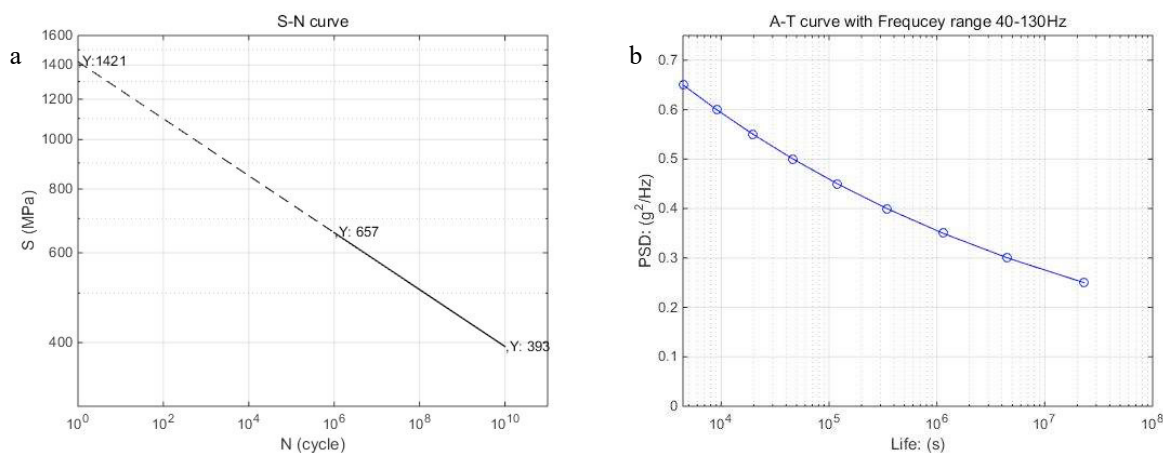 a
S-N curve
1600
1400
1200
1000
800
600
400
Y:1421
Y: 657
Y: 393
S (MPa)
10^0 10^2 10^4 10^6 10^8 10^10
N (cycle)
b
A-T curve with Frequcey range 40-130Hz
0.7
0.6
0.5
0.4
0.3
0.2
0.1
0
PSD: (g^2/Hz)
10^4 10^5 10^6 10^7 10^8
Life: (s)